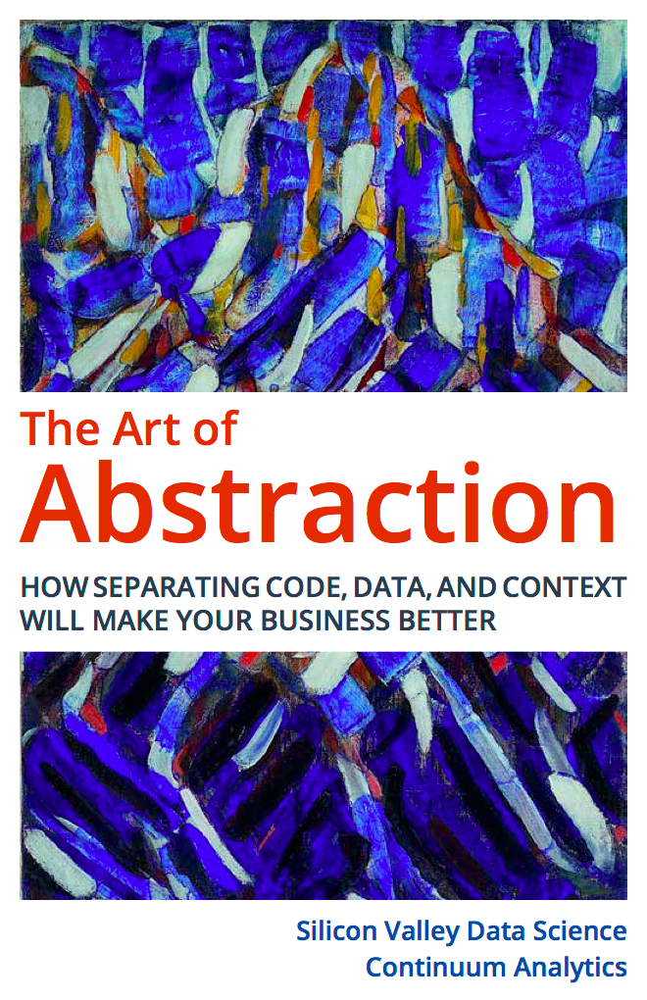 The Art of
Abstraction
HOW SEPARATING CODE, DATA, AND CONTEXT
WILL MAKE YOUR BUSINESS BETTER
Silicon Valley Data Science
Continuum Analytics